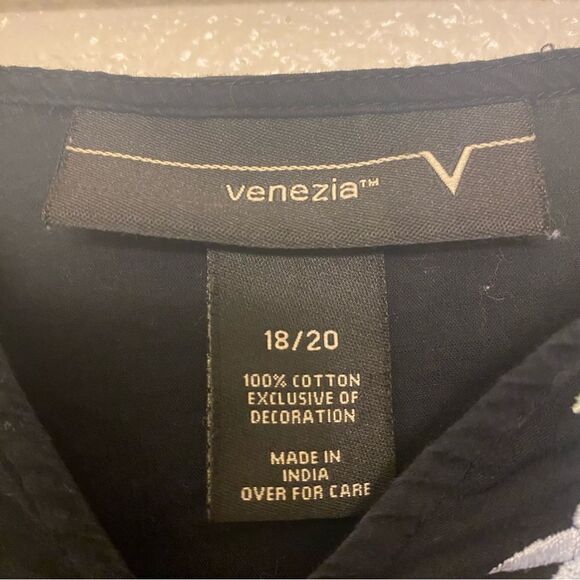 venezia™
18/20
100% COTTON
EXCLUSIVE OF
DECORATION
MADE IN
INDIA
OVER FOR CARE